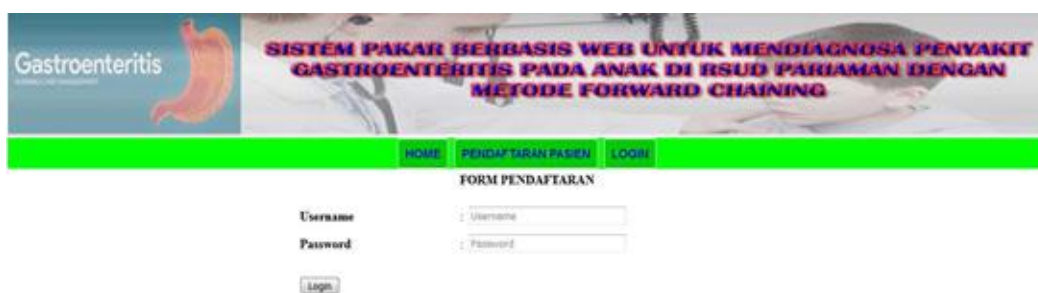 Gastroenteritis
SISTEM PAKAR BERBASIS WEB UNTUK MENDIAGNOSA PENYAKIT
GASTROENTERITIS PADA ANAK DI RSUD PARIAMAN DENGAN
METODE FORWARD CHAINING
HOME PENDAFTARAN PASIEN LOGIN
FORM PENDAFTARAN
Username : Username
Password : Password
Login